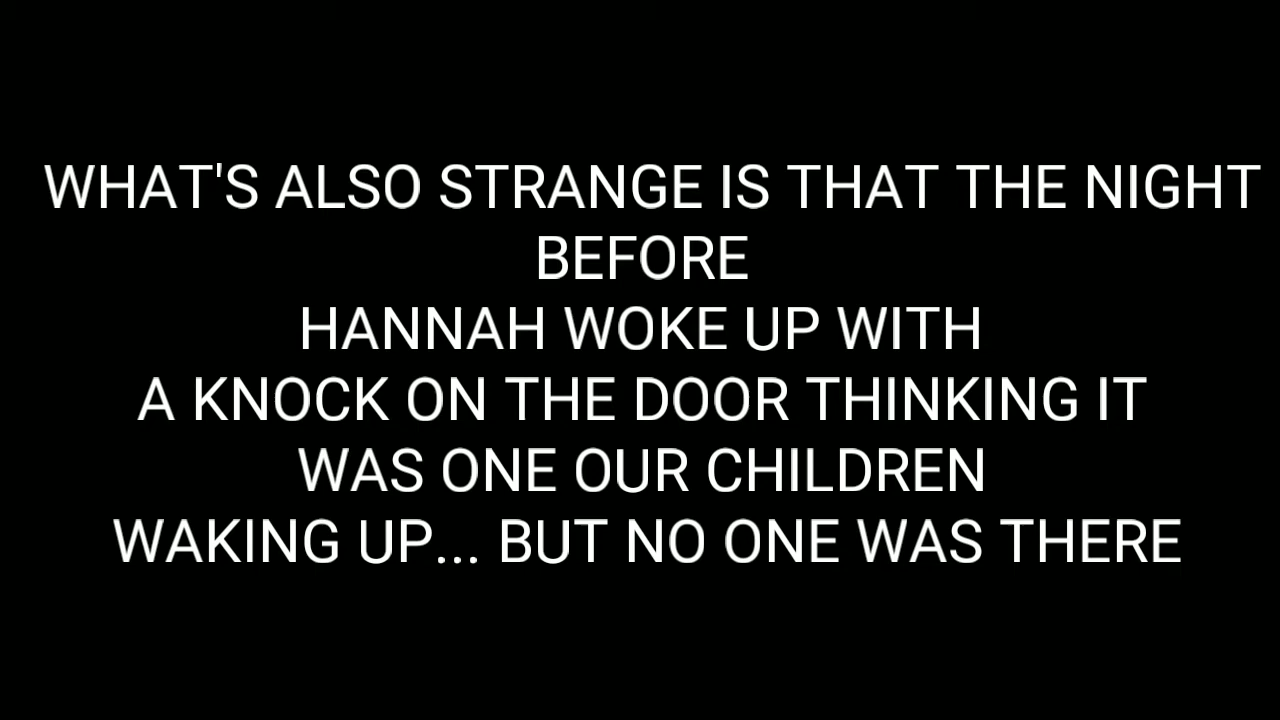 WHAT'S ALSO STRANGE IS THAT THE NIGHT
BEFORE
HANNAH WOKE UP WITH
A KNOCK ON THE DOOR THINKING IT
WAS ONE OUR CHILDREN
WAKING UP... BUT NO ONE WAS THERE